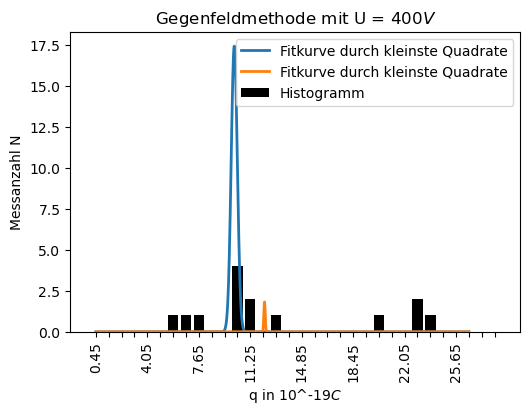 Gegenfeldmethode mit U = 400V
Fitkurve durch kleinste Quadrate
Fitkurve durch kleinste Quadrate
Histogramm
Messanzahl N
17.5
15.0
12.5
10.0
7.5
5.0
2.5
0.0
0.45
4.05
7.65
11.25
14.85
18.45
22.05
25.65
q in 10^-19C